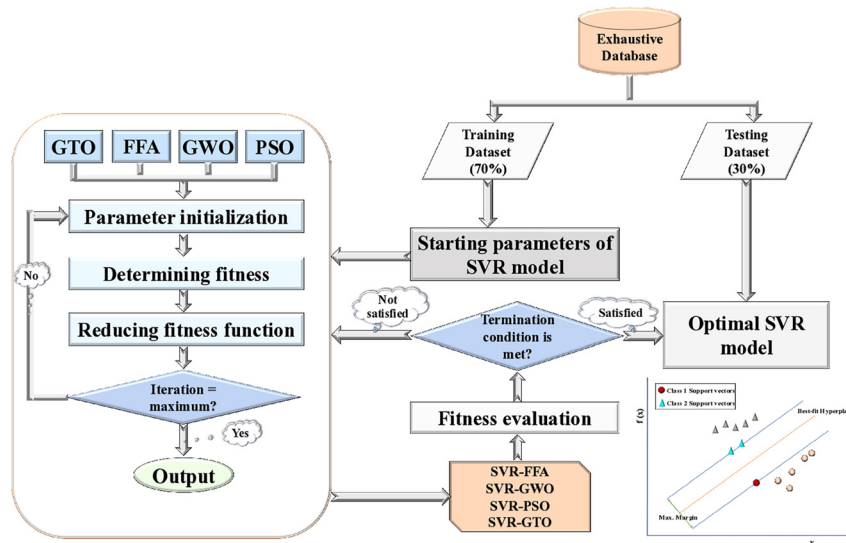 Exhaustive
Database
Training
Dataset
(70%)
Testing
Dataset
(30%)
GTO
FFA
GWO
PSO
Parameter initialization
Determining fitness
Reducing fitness function
Iteration =
maximum?
No
Yes
Output
Starting parameters of
SVR model
Not
satisfied
Termination
condition is
met?
Satisfied
Optimal SVR
model
Fitness evaluation
SVR-FFA
SVR-GWO
SVR-PSO
SVR-GTO
f (x)
Class 1 Support vectors
Class 2 Support vectors
Best-fit Hyperpla
Max. Margin